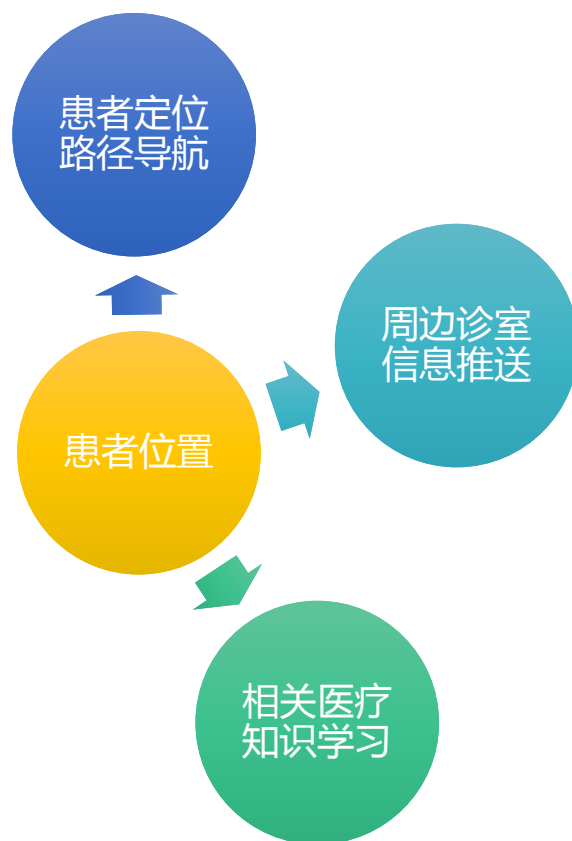 患者定位
路径导航
周边诊室
信息推送
患者位置
相关医疗
知识学习